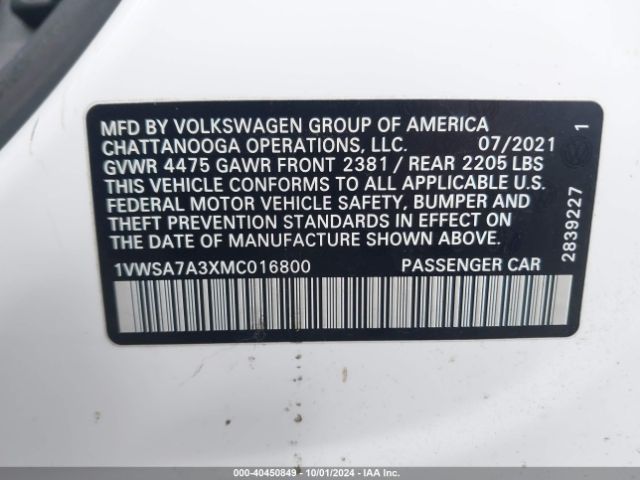 MFD BY VOLKSWAGEN GROUP OF AMERICA
CHATTANOOGA OPERATIONS, LLC. 07/2021
GVWR 4475 GAWR FRONT 2381 / REAR 2205 LBS
THIS VEHICLE CONFORMS TO ALL APPLICABLE U.S.
FEDERAL MOTOR VEHICLE SAFETY, BUMPER AND
THEFT PREVENTION STANDARDS IN EFFECT ON
THE DATE OF MANUFACTURE SHOWN ABOVE.
1VWSA7A3XMC016800 PASSENGER CAR
2839227 1
000-40450849 - 10/01/2024 - IAAI.com